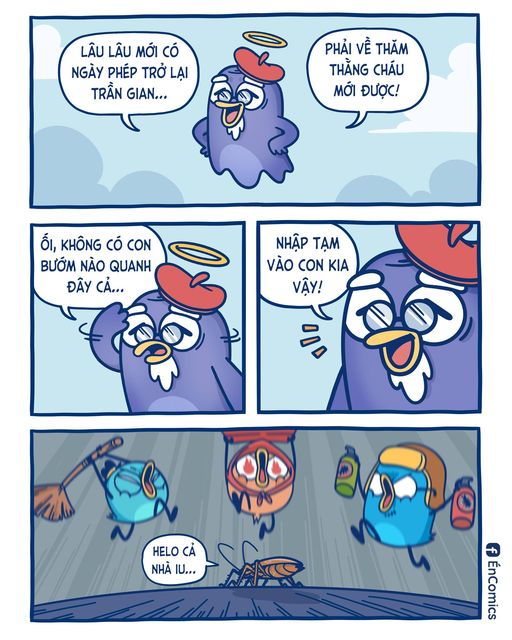 LÂU LÂU MỚI CÓ
NGÀY PHÉP TRỞ LẠI
TRẦN GIAN...
PHẢI VỀ THĂM
THẰNG CHÁU
MỚI ĐƯỢC!
ỐI, KHÔNG CÓ CON
BƯỚM NÀO QUANH
ĐÂY CẢ...
NHẬP TẠM
VÀO CON KIA
VẬY!
HELO CẢ
NHÀ IU...
ÉnComics